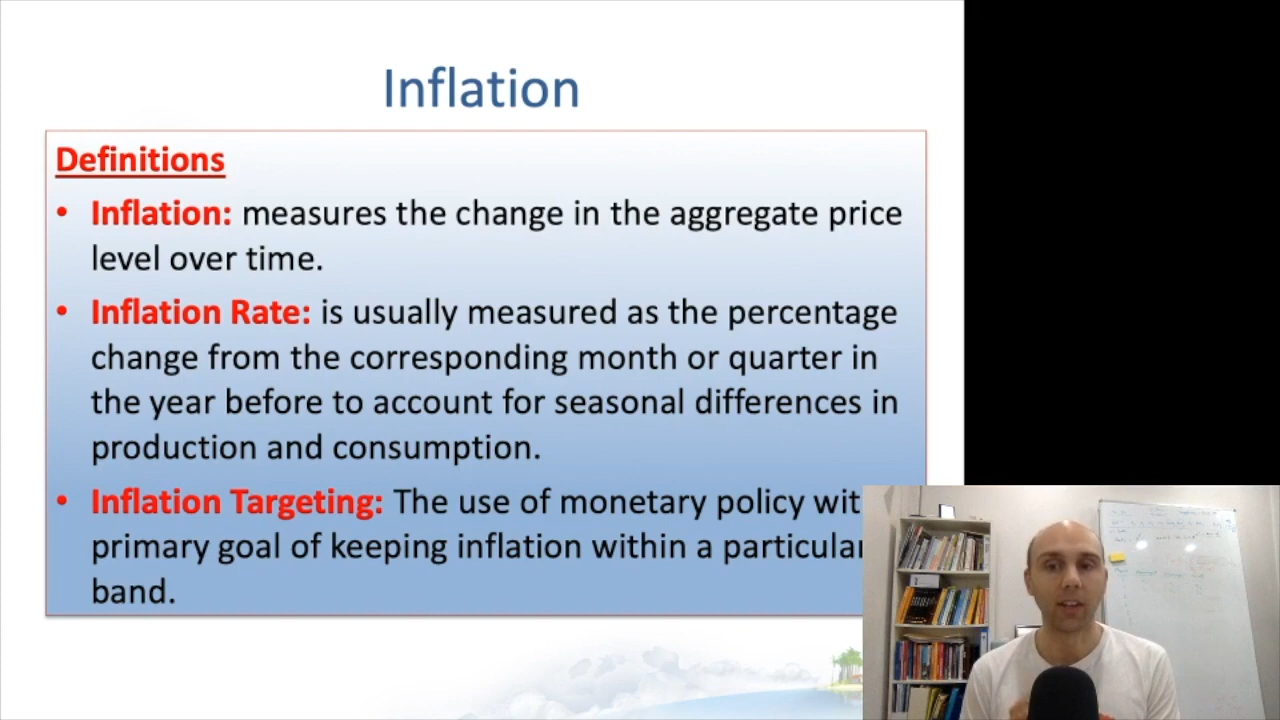 Inflation
Definitions
• Inflation: measures the change in the aggregate price
level over time.
• Inflation Rate: is usually measured as the percentage
change from the corresponding month or quarter in
the year before to account for seasonal differences in
production and consumption.
• Inflation Targeting: The use of monetary policy
primary goal of keeping inflation within a particular
band.